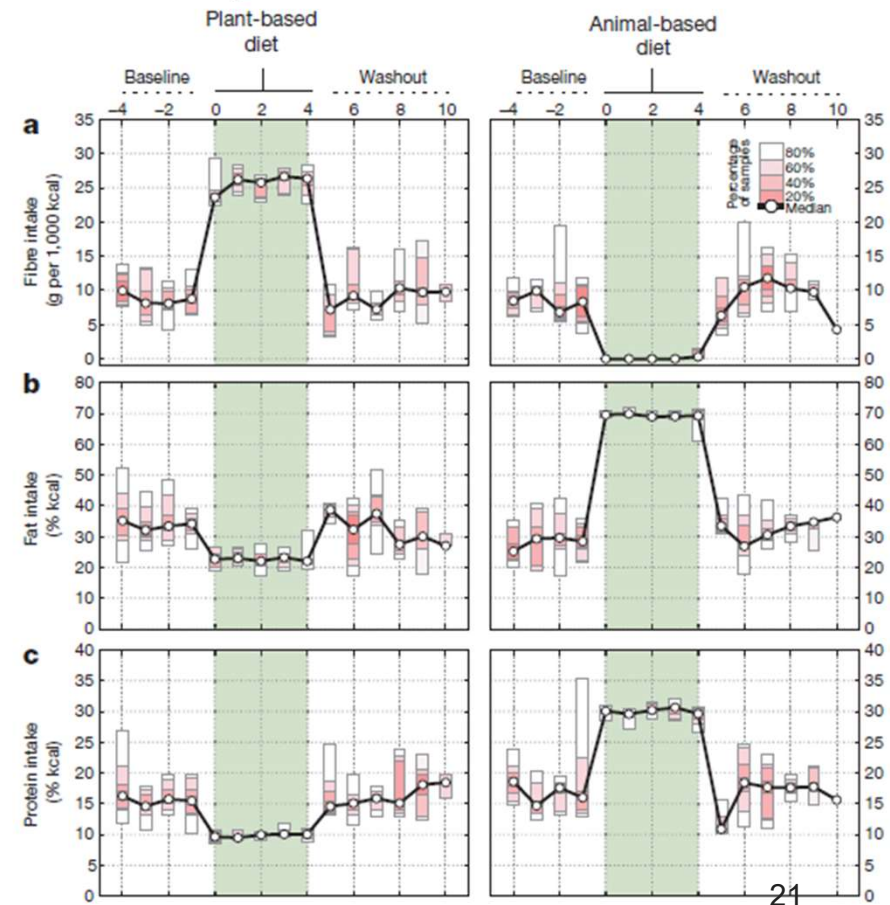 Plant-based
diet
Animal-based
diet
Baseline
Washout
Baseline
Washout
–4 –2 0 2 4 6 8 10
–4 –2 0 2 4 6 8 10
a
Fibre intake
(g per 1,000 kcal)
35
30
25
20
15
10
5
0
Percentage
of samples
80%
60%
40%
20%
Median
35
30
25
20
15
10
5
0
b
Fat intake
(% kcal)
80
70
60
50
40
30
20
10
0
80
70
60
50
40
30
20
10
0
c
Protein intake
(% kcal)
40
35
30
25
20
15
10
5
0
40
35
30
25
20
15
10
5
0
21